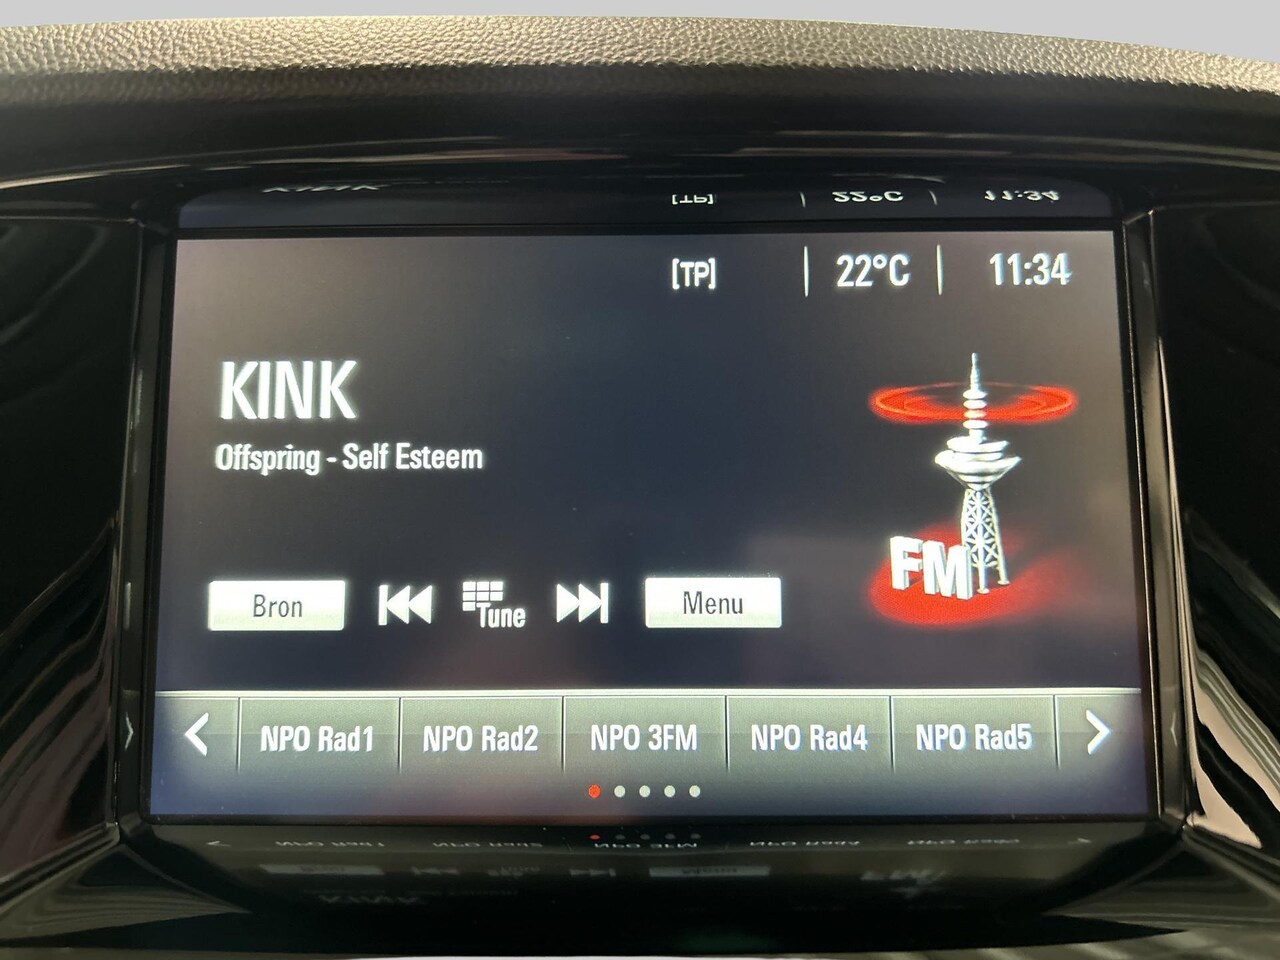 [TP] 22°C 11:34
KINK
Offspring - Self Esteem
FM
Bron Tune Menu
NPO Rad1 NPO Rad2 NPO 3FM NPO Rad4 NPO Rad5